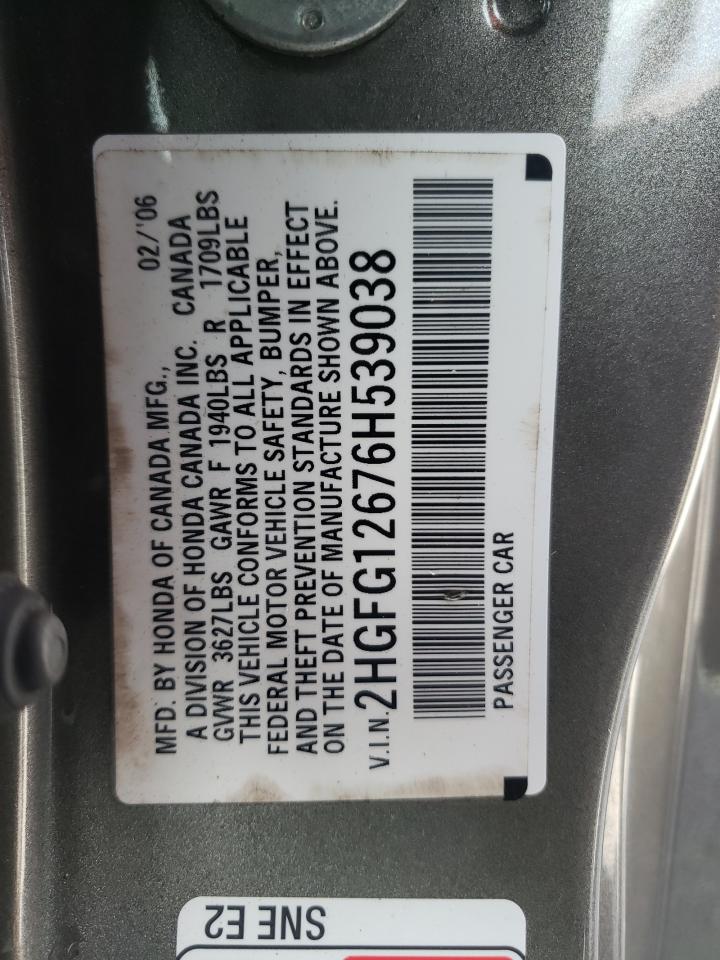 MFD. BY HONDA OF CANADA MFG., 02/'06
A DIVISION OF HONDA CANADA INC. CANADA
GVWR 3627LBS GAWR F 1940LBS R 1709LBS
THIS VEHICLE CONFORMS TO ALL APPLICABLE
FEDERAL MOTOR VEHICLE SAFETY, BUMPER,
AND THEFT PREVENTION STANDARDS IN EFFECT
ON THE DATE OF MANUFACTURE SHOWN ABOVE.
V.I.N. 2HGFG12676H539038
PASSENGER CAR
SNE E2